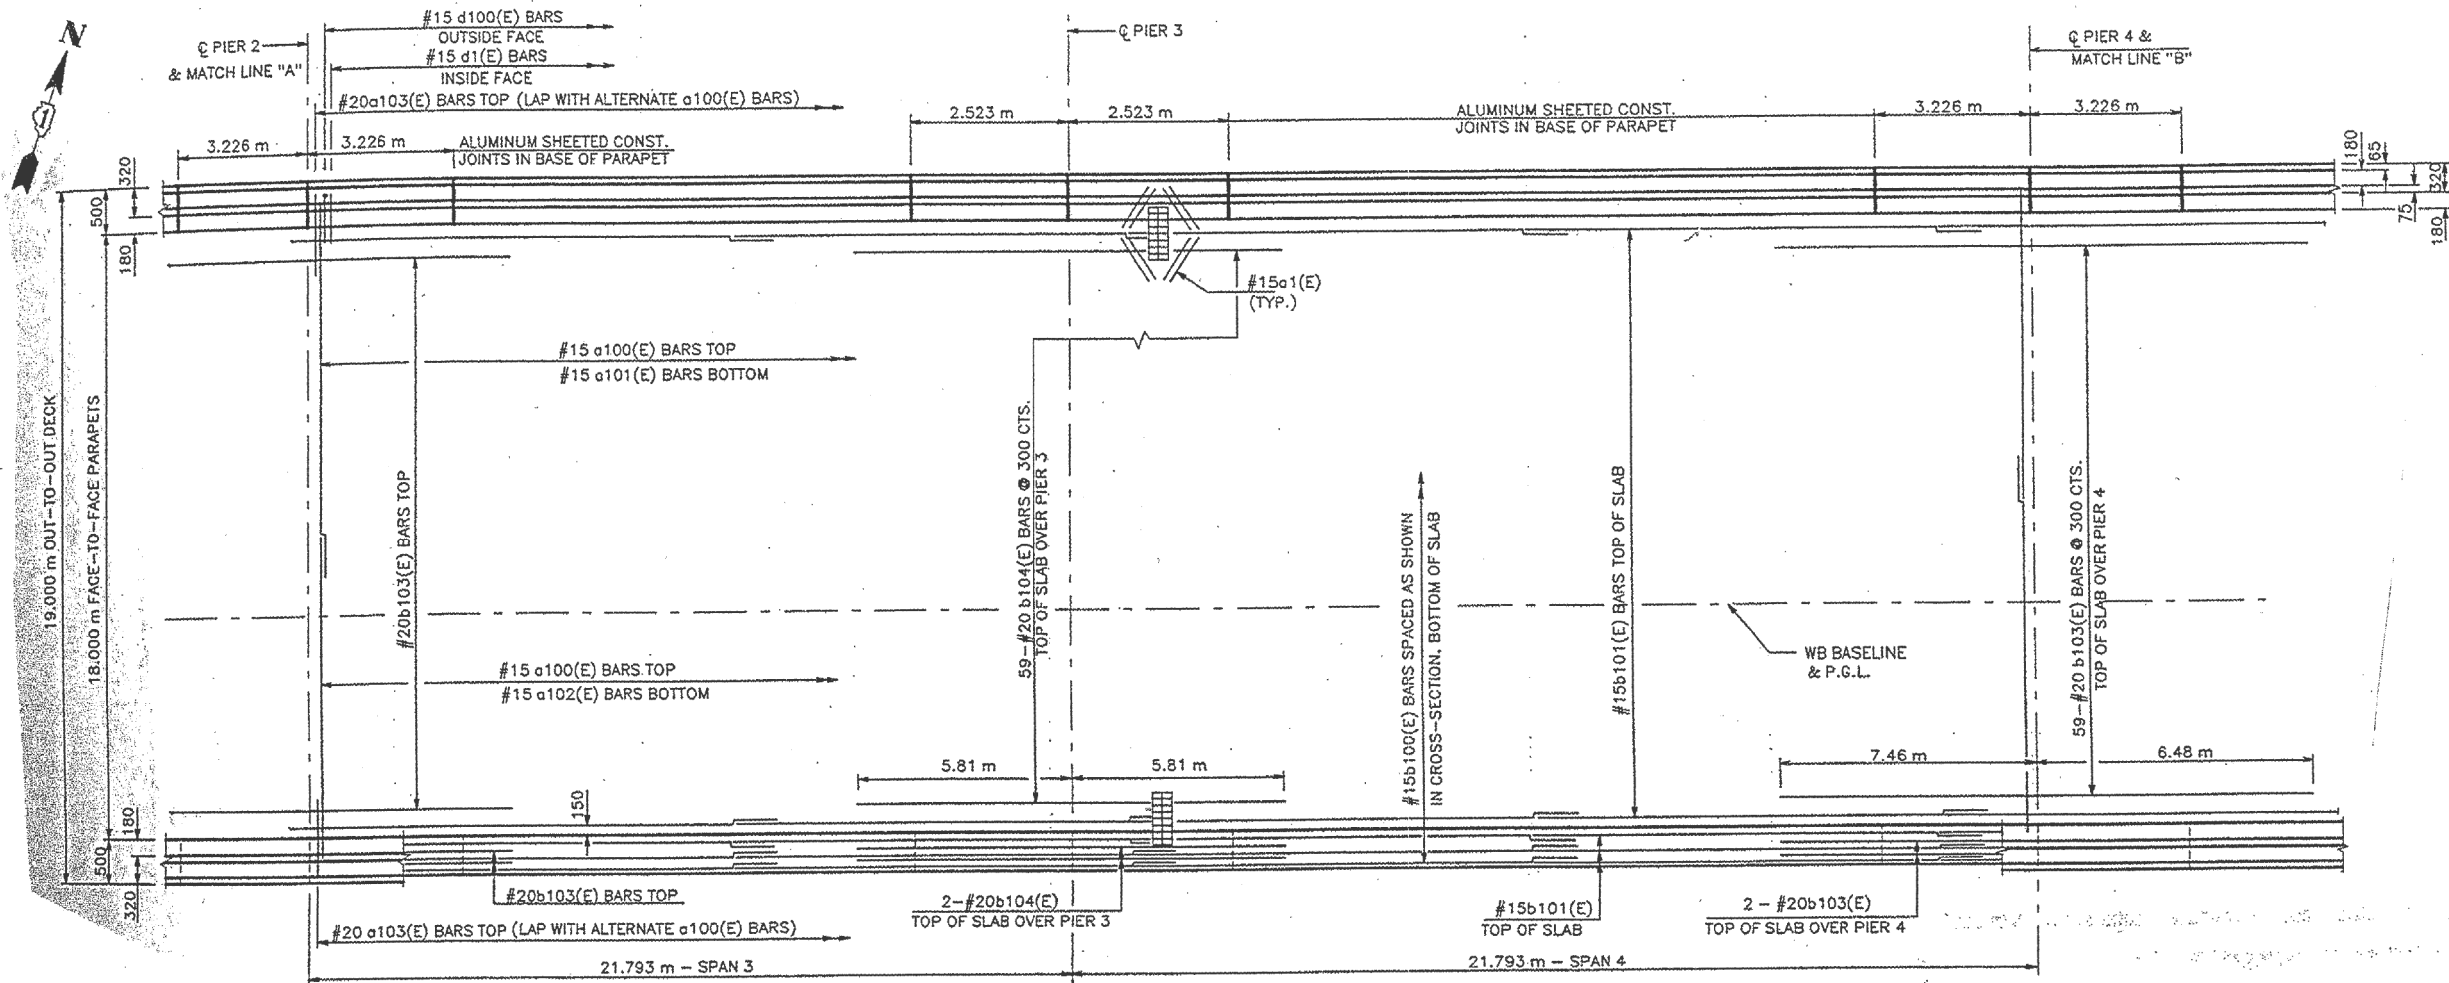 N
1
#15 d100(E) BARS
OUTSIDE FACE
#15 d1(E) BARS
INSIDE FACE
℄ PIER 2
& MATCH LINE "A"
#20a103(E) BARS TOP (LAP WITH ALTERNATE a100(E) BARS)
℄ PIER 3
℄ PIER 4 &
MATCH LINE "B"
3.226 m
3.226 m
ALUMINUM SHEETED CONST.
JOINTS IN BASE OF PARAPET
2.523 m
2.523 m
ALUMINUM SHEETED CONST.
JOINTS IN BASE OF PARAPET
3.226 m
3.226 m
320
500
180
180
65
320
75
180
#15a1(E)
(TYP.)
#15 a100(E) BARS TOP
#15 a101(E) BARS BOTTOM
19.000 m OUT-TO-OUT DECK
18.000 m FACE-TO-FACE PARAPETS
#20b103(E) BARS TOP
59-#20 b104(E) BARS @ 300 CTS.
TOP OF SLAB OVER PIER 3
#15b100(E) BARS SPACED AS SHOWN
IN CROSS-SECTION, BOTTOM OF SLAB
#15b101(E) BARS TOP OF SLAB
59-#20 b103(E) BARS @ 300 CTS.
TOP OF SLAB OVER PIER 4
WB BASELINE
& P.G.L.
#15 a100(E) BARS TOP
#15 a102(E) BARS BOTTOM
5.81 m
5.81 m
7.46 m
6.48 m
150
180
500
320
#20b103(E) BARS TOP
2-#20b104(E)
TOP OF SLAB OVER PIER 3
#15b101(E)
TOP OF SLAB
2 - #20b103(E)
TOP OF SLAB OVER PIER 4
#20 a103(E) BARS TOP (LAP WITH ALTERNATE a100(E) BARS)
21.793 m - SPAN 3
21.793 m - SPAN 4